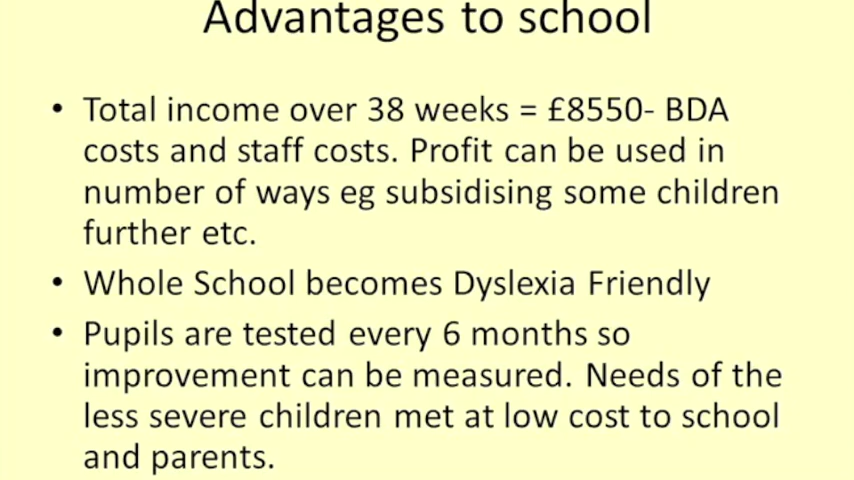 Advantages to school
• Total income over 38 weeks = £8550- BDA
costs and staff costs. Profit can be used in
number of ways eg subsidising some children
further etc.
• Whole School becomes Dyslexia Friendly
• Pupils are tested every 6 months so
improvement can be measured. Needs of the
less severe children met at low cost to school
and parents.